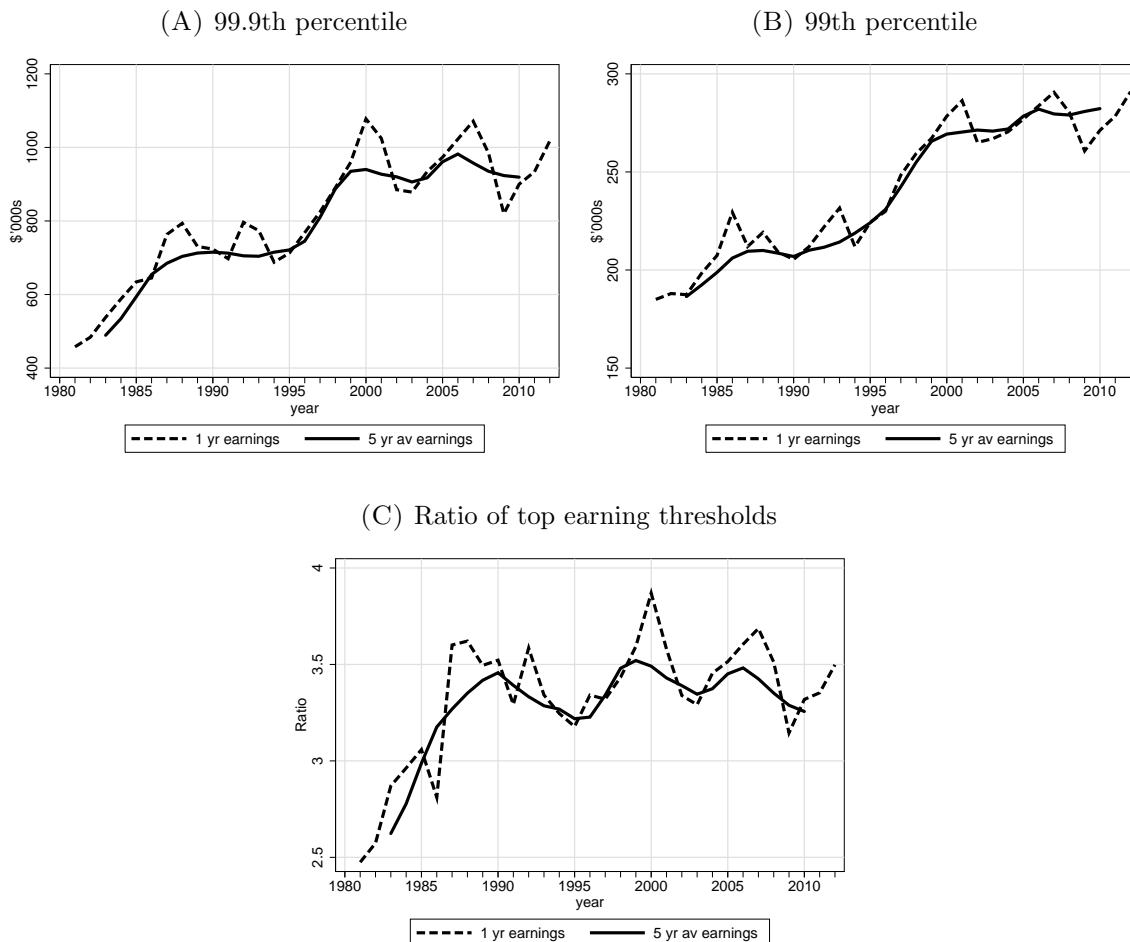 (A) 99.9th percentile
1200
1000
800
600
400
$'000s
1980 1985 1990 1995 2000 2005 2010
year
1 yr earnings 5 yr av earnings
(B) 99th percentile
300
250
200
150
$'000s
1980 1985 1990 1995 2000 2005 2010
year
1 yr earnings 5 yr av earnings
(C) Ratio of top earning thresholds
4
3.5
3
2.5
Ratio
1980 1985 1990 1995 2000 2005 2010
year
1 yr earnings 5 yr av earnings